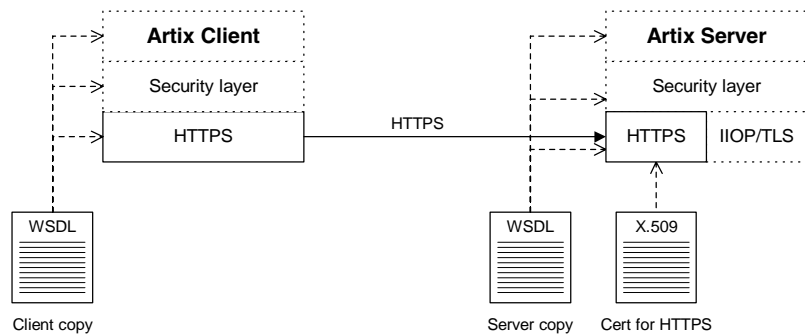 Artix Client
Artix Server
Security layer
Security layer
HTTPS
HTTPS
HTTPS
IIOP/TLS
WSDL
WSDL
X.509
Client copy
Server copy
Cert for HTTPS